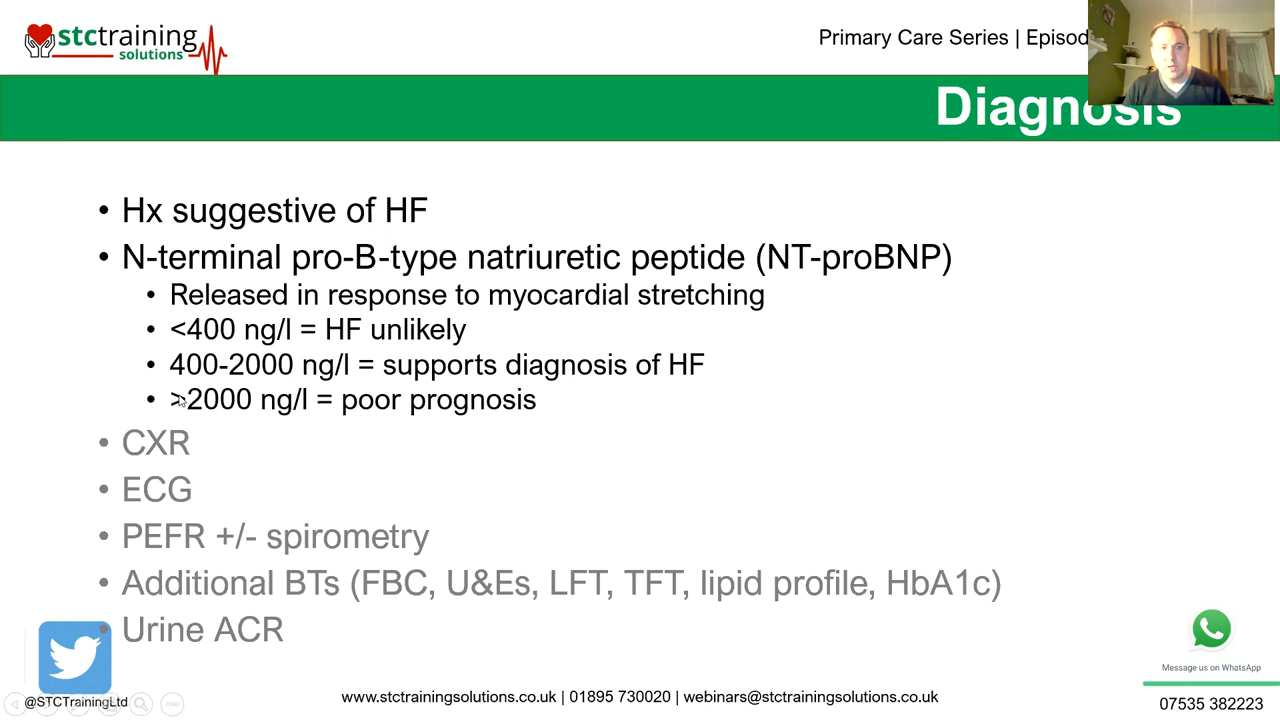 stctraining
solutions
Primary Care Series | Episod
Diagnosis
• Hx suggestive of HF
• N-terminal pro-B-type natriuretic peptide (NT-proBNP)
• Released in response to myocardial stretching
• <400 ng/l = HF unlikely
• 400-2000 ng/l = supports diagnosis of HF
• >2000 ng/l = poor prognosis
• CXR
• ECG
• PEFR +/- spirometry
• Additional BTs (FBC, U&Es, LFT, TFT, lipid profile, HbA1c)
• Urine ACR
Message us on WhatsApp
@STCTrainingLtd
www.stctrainingsolutions.co.uk | 01895 730020 | webinars@stctrainingsolutions.co.uk
07535 382223